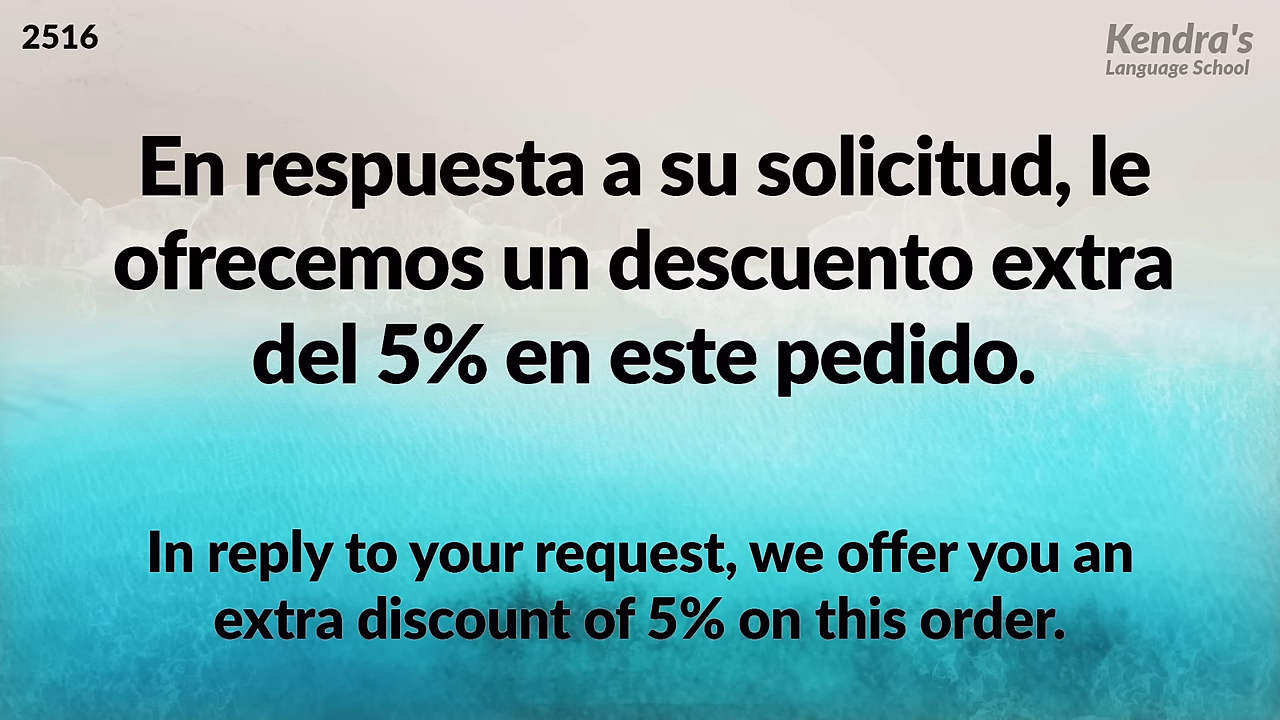 2516
Kendra's
Language School
En respuesta a su solicitud, le
ofrecemos un descuento extra
del 5% en este pedido.
In reply to your request, we offer you an
extra discount of 5% on this order.